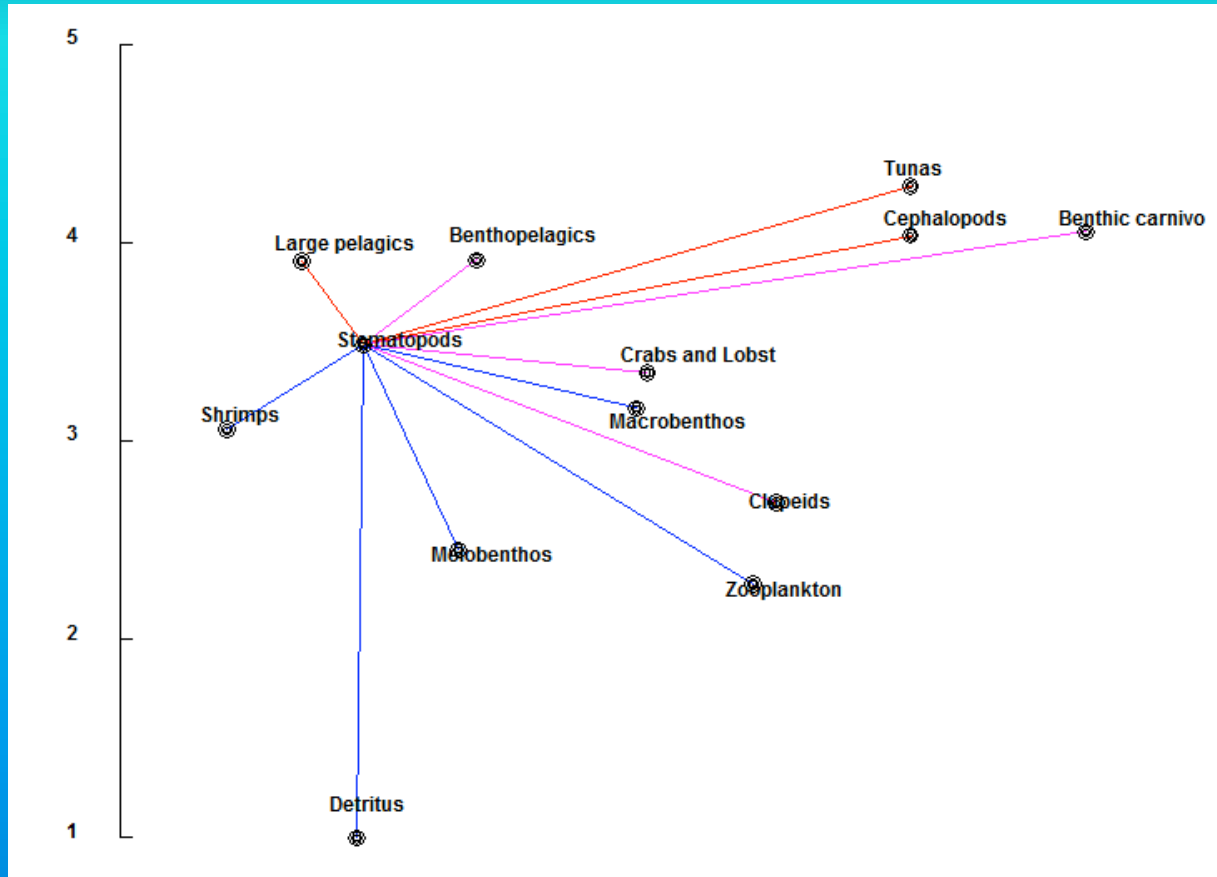 5
Tunas
Cephalopods
Benthic carnivo
4
Large pelagics
Benthopelagics
Stomatopods
Crabs and Lobst
Shrimps
Macrobenthos
3
Clupeids
Meiobenthos
Zooplankton
2
Detritus
1